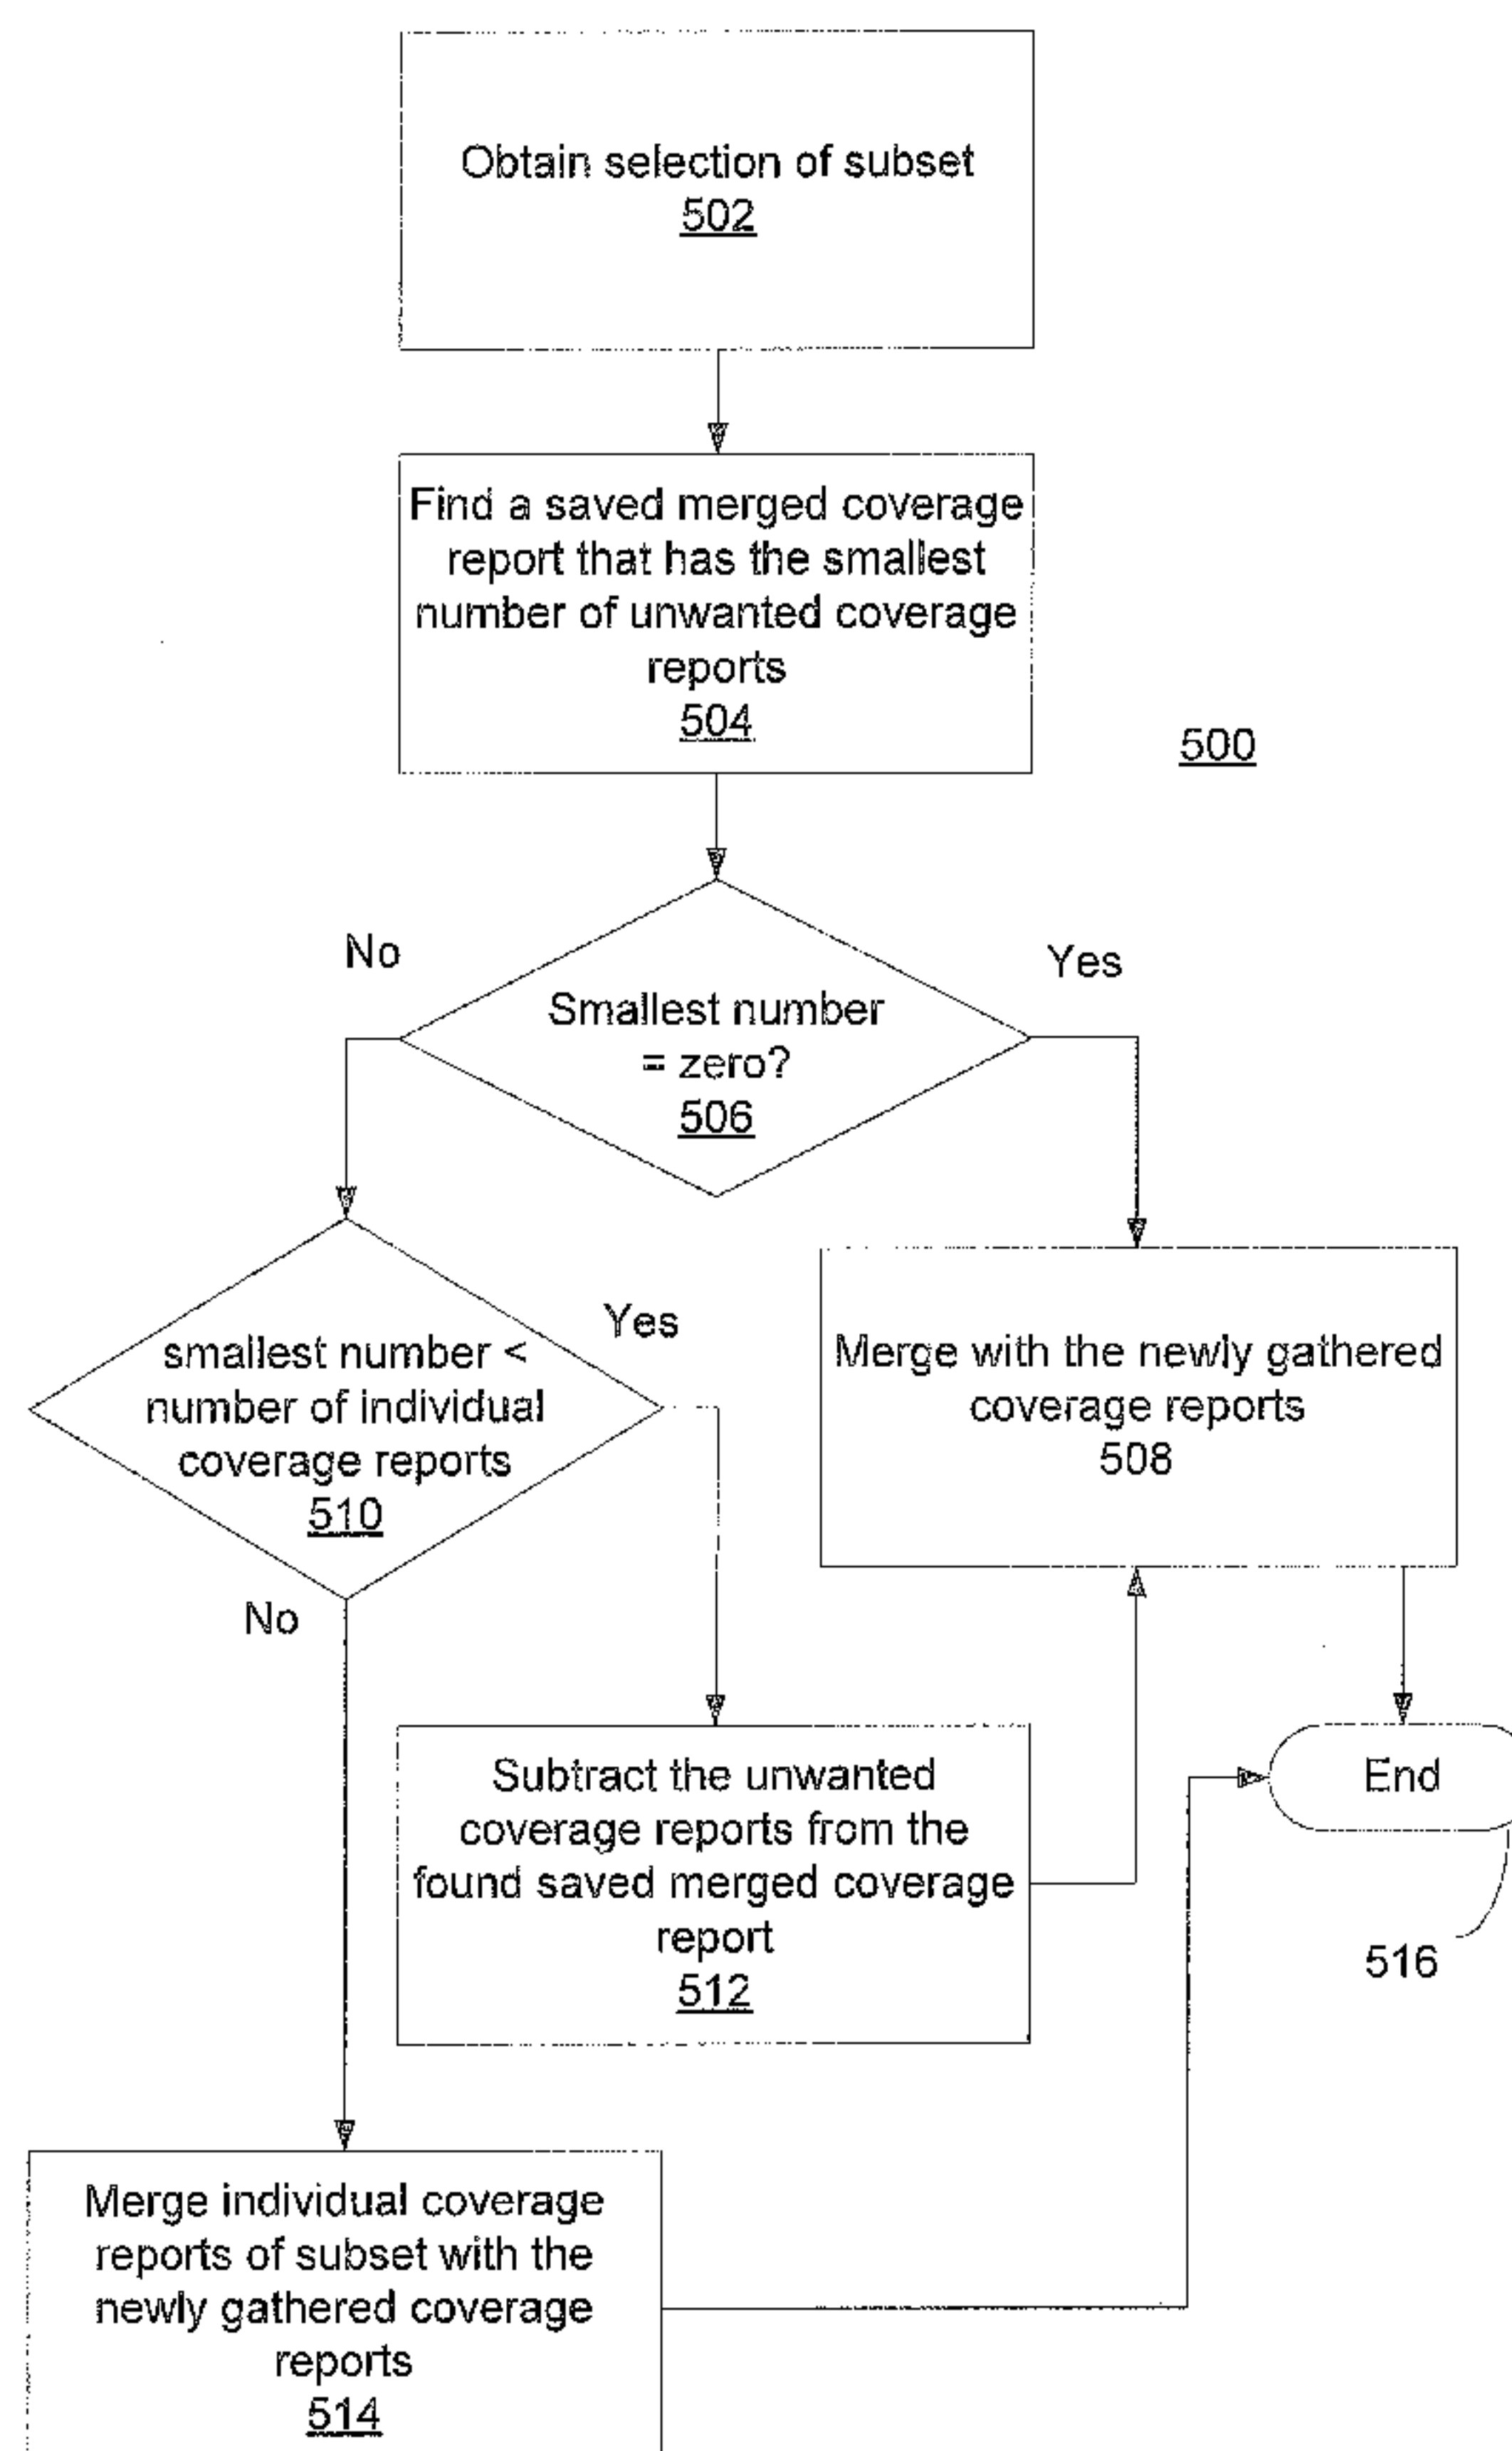 Obtain selection of subset
502
Find a saved merged coverage
report that has the smallest
number of unwanted coverage
reports
504
500
No
Yes
Smallest number
= zero?
506
Yes
smallest number <
number of individual
coverage reports
510
Merge with the newly gathered
coverage reports
508
No
Subtract the unwanted
coverage reports from the
found saved merged coverage
report
512
End
516
Merge individual coverage
reports of subset with the
newly gathered coverage
reports
514